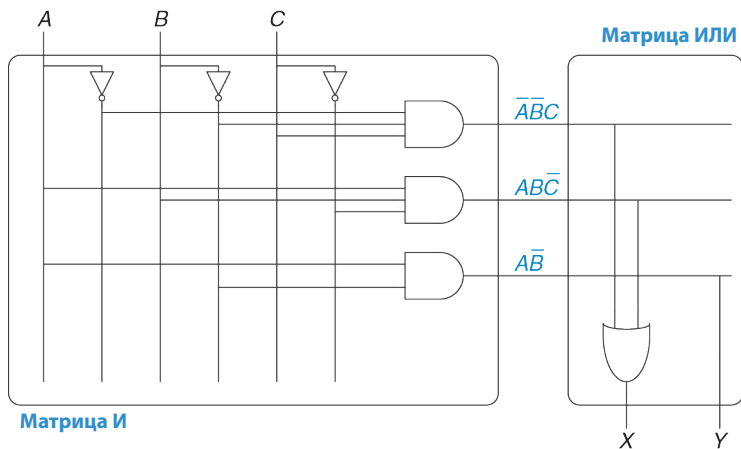 A B C
Матрица ИЛИ
A̅B̅C
ABC̅
AB̅
Матрица И
X Y